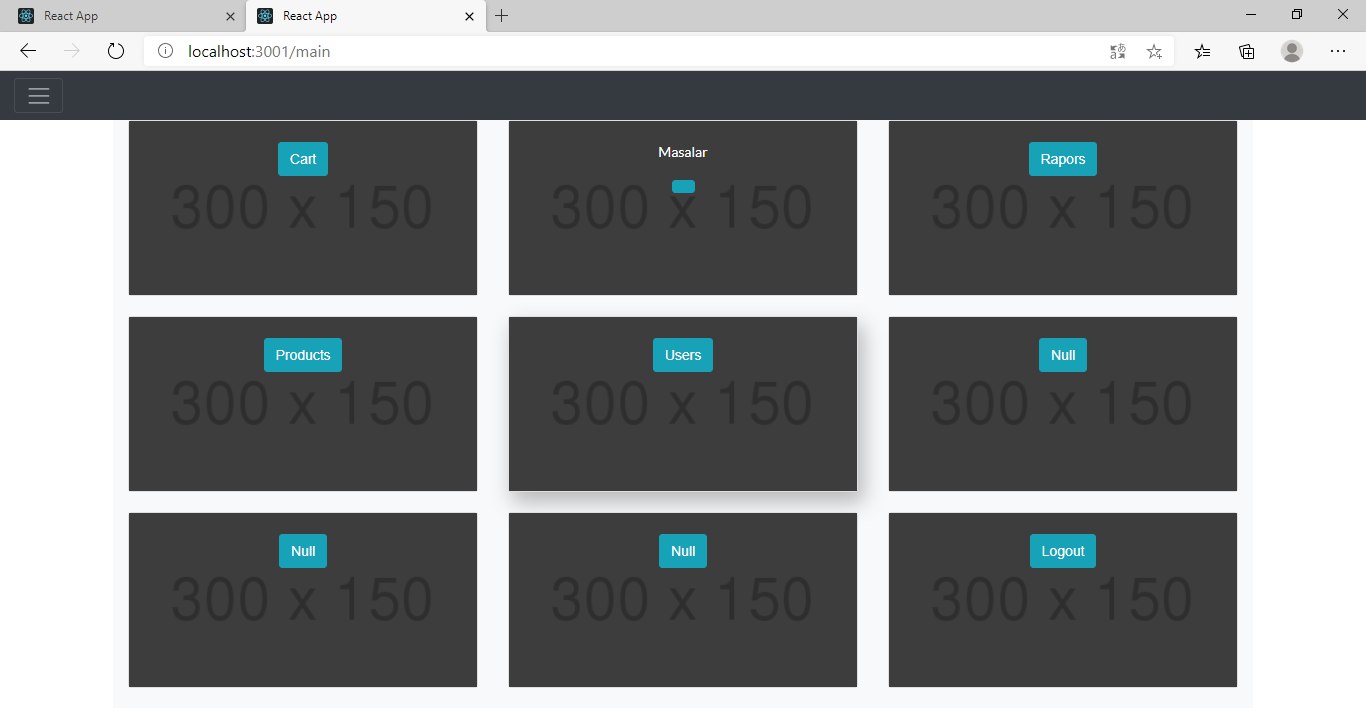 React App
React App
localhost:3001/main
Cart
Masalar
Rapors
300 x 150
300 x 150
300 x 150
Products
Users
Null
300 x 150
300 x 150
300 x 150
Null
Null
Logout
300 x 150
300 x 150
300 x 150